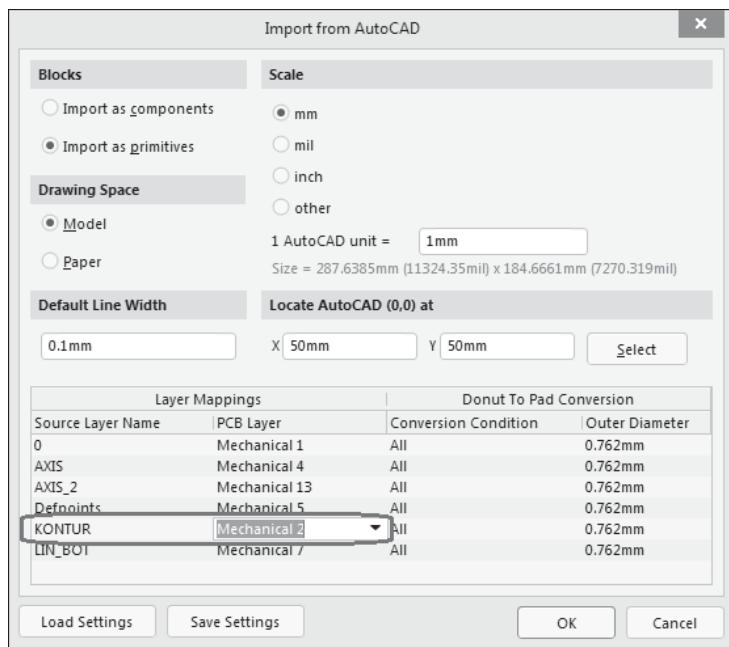 Import from AutoCAD
Blocks
Import as components
Import as primitives
Drawing Space
Model
Paper
Scale
mm
mil
inch
other
1 AutoCAD unit = 1mm
Size = 287.6385mm (11324.35mil) x 184.6661mm (7270.319mil)
Default Line Width
0.1mm
Locate AutoCAD (0,0) at
X 50mm Y 50mm Select
Layer Mappings Donut To Pad Conversion
Source Layer Name PCB Layer Conversion Condition Outer Diameter
0 Mechanical 1 All 0.762mm
AXIS Mechanical 4 All 0.762mm
AXIS_2 Mechanical 13 All 0.762mm
Defpoints Mechanical 5 All 0.762mm
KONTUR Mechanical 2 All 0.762mm
LIN_BOT Mechanical 7 All 0.762mm
Load Settings Save Settings OK Cancel